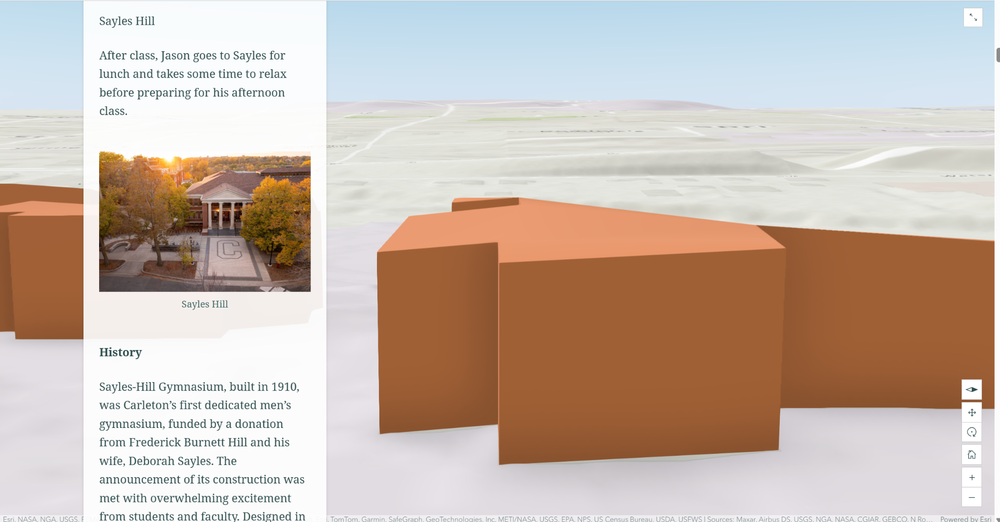 Sayles Hill
After class, Jason goes to Sayles for
lunch and takes some time to relax
before preparing for his afternoon
class.
C
Sayles Hill
History
Sayles-Hill Gymnasium, built in 1910,
was Carleton’s first dedicated men’s
gymnasium, funded by a donation
from Frederick Burnett Hill and his
wife, Deborah Sayles. The
announcement of its construction was
met with overwhelming excitement
from students and faculty. Designed in
Esri, NASA, NGA, USGS, FEMA
Esri, TomTom, Garmin, SafeGraph, GeoTechnologies, Inc, METI/NASA, USGS, EPA, NPS, US Census Bureau, USDA, USFWS | Sources: Maxar, Airbus DS, USGS, NGA, NASA, CGIAR, GEBCO, N Ro...
Powered by Esri